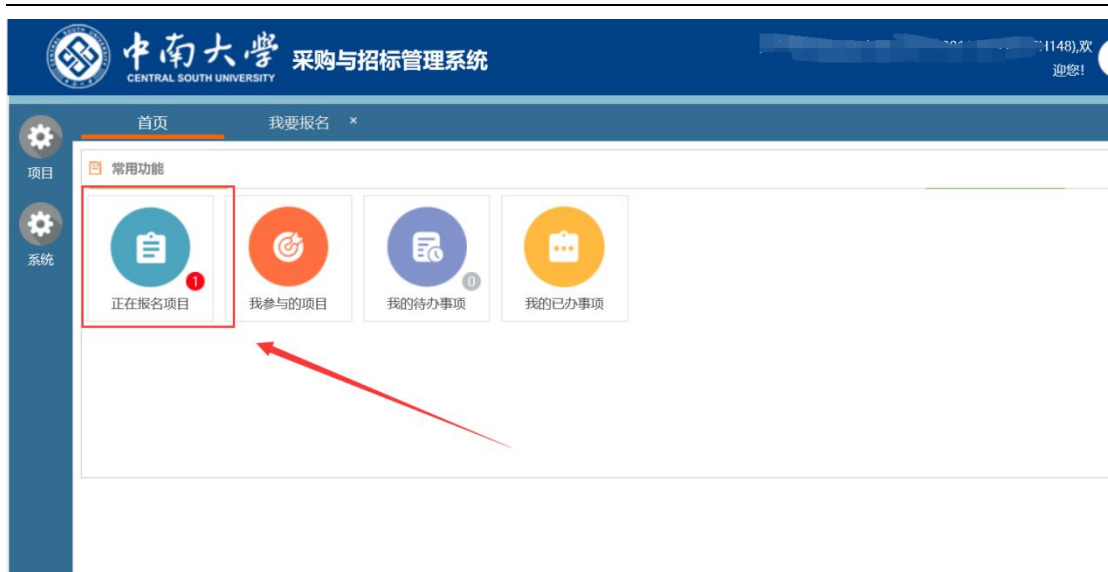 中南大學
CENTRAL SOUTH UNIVERSITY
采购与招标管理系统
148),欢
迎您!
首页
我要报名 ×
项目
系统
常用功能
1
正在报名项目
我参与的项目
0
我的待办事项
我的已办事项